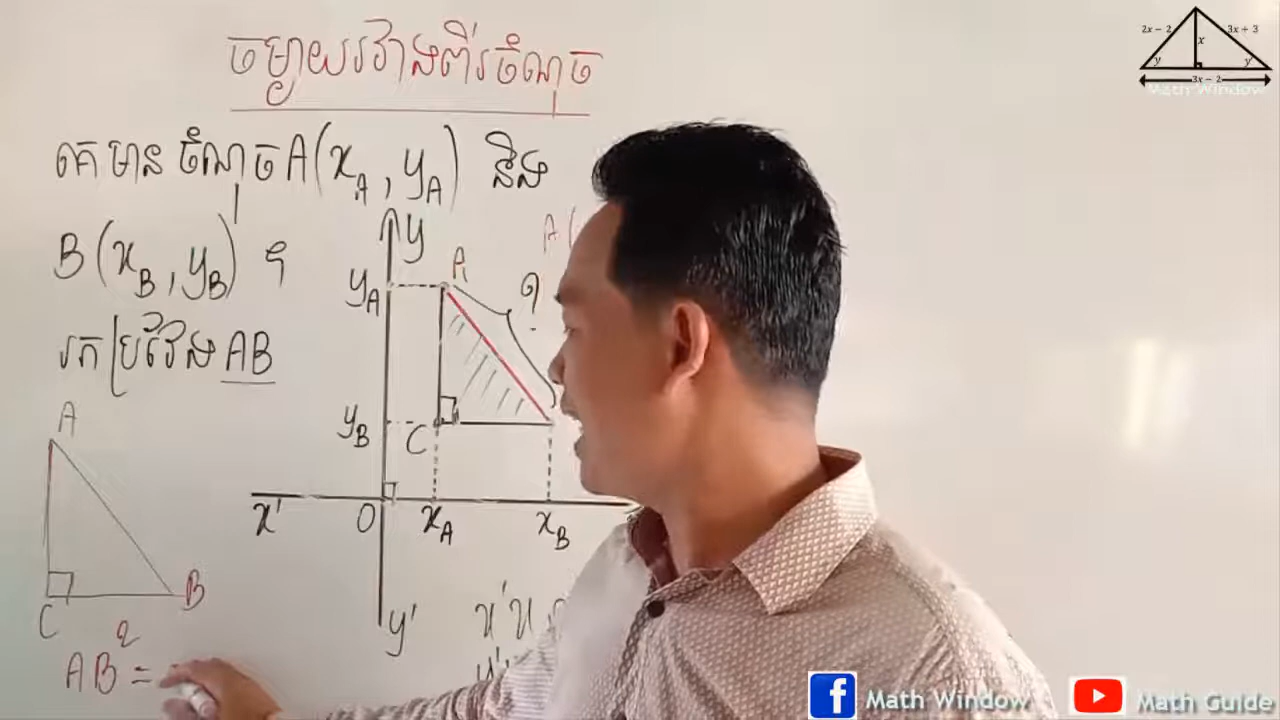 ចម្ងាយរវាងពីរចំណុច
គេមានចំណុច A(x_A, y_A) និង
B(x_B, y_B) ។
រកប្រវែង AB
A
C
B
AB² =
y
A
y_A
?
y_B
C
x'
O
x_A
x_B
y'
A(
2x − 2
3x + 3
x
y
y
3x − 2
Math Window
Math Window
Math Guide